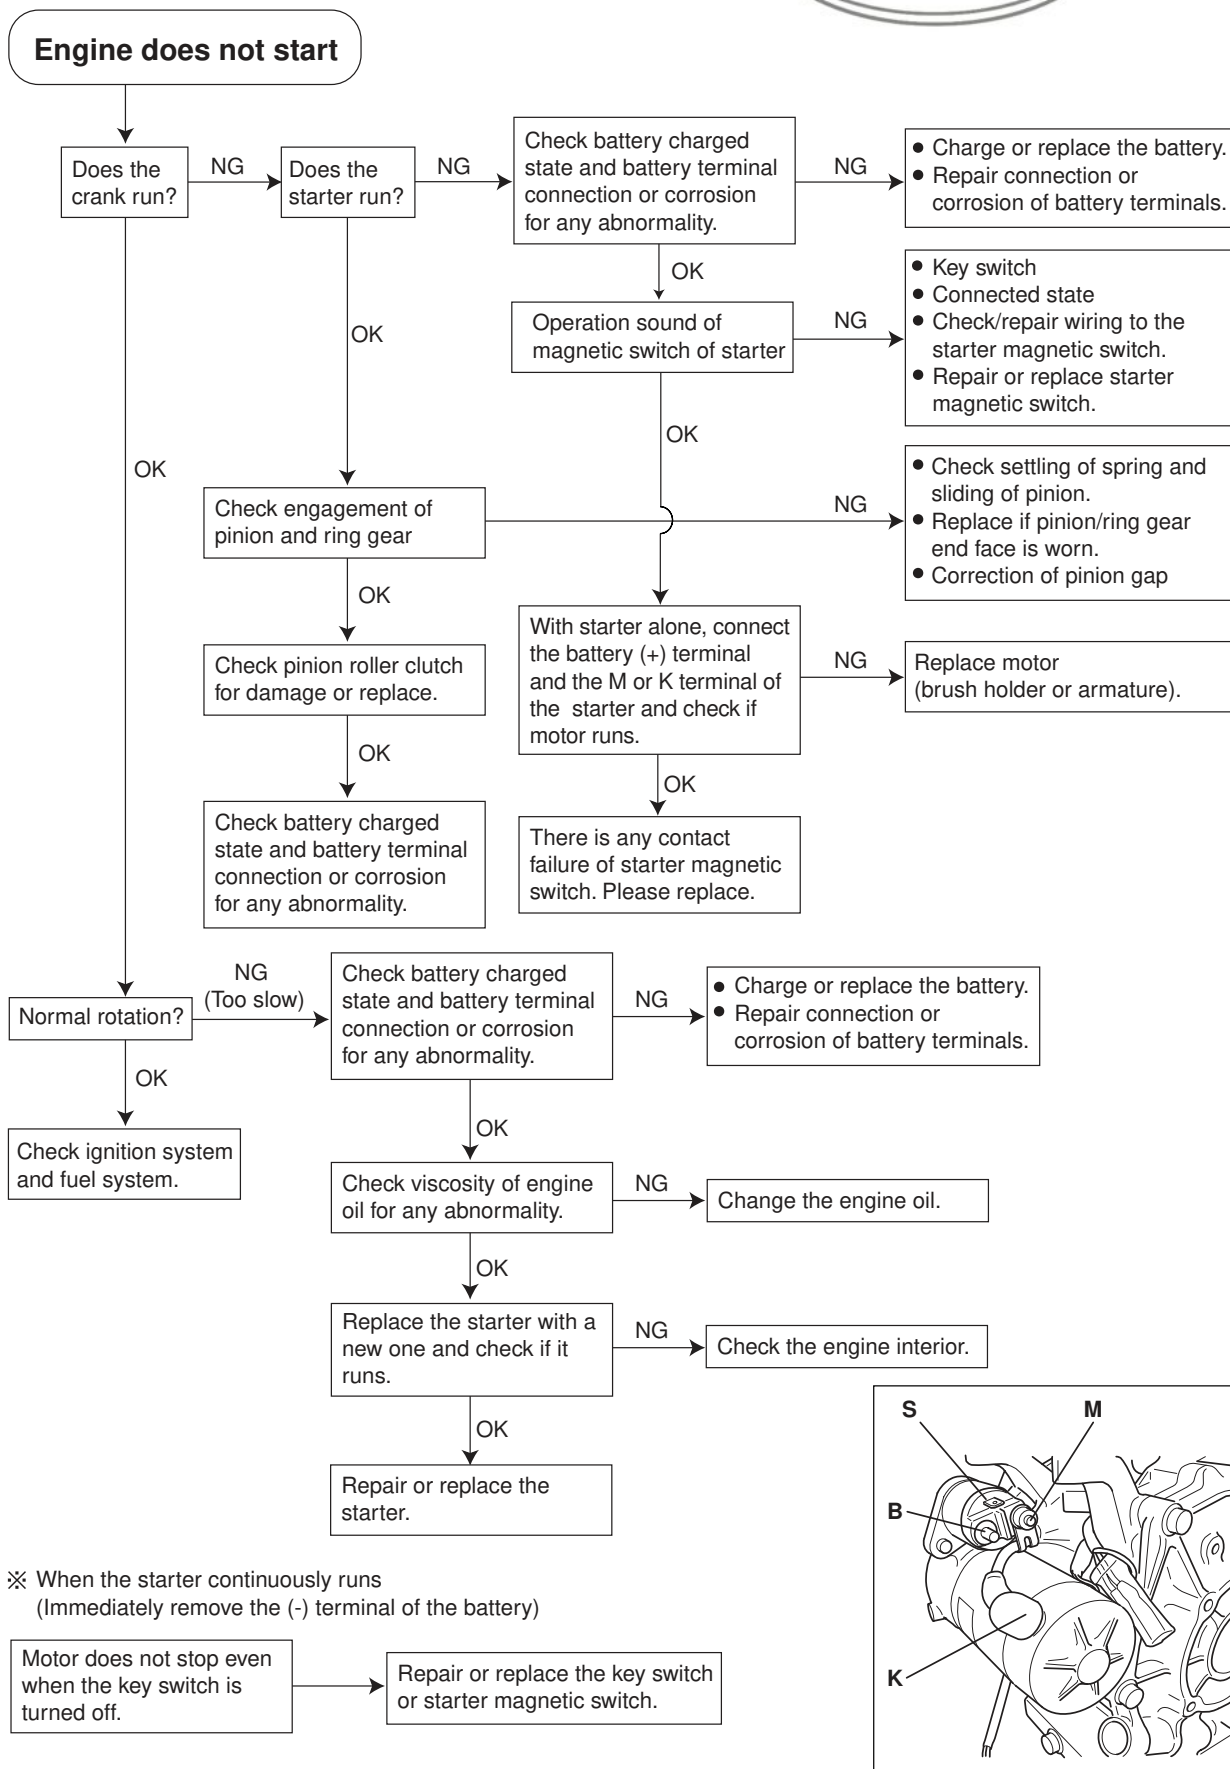 Engine does not start
Does the
crank run?
NG
Does the
starter run?
NG
Check battery charged
state and battery terminal
connection or corrosion
for any abnormality.
NG
● Charge or replace the battery.
● Repair connection or
corrosion of battery terminals.
OK
Operation sound of
magnetic switch of starter
NG
● Key switch
● Connected state
● Check/repair wiring to the
starter magnetic switch.
● Repair or replace starter
magnetic switch.
OK
OK
OK
Check engagement of
pinion and ring gear
NG
● Check settling of spring and
sliding of pinion.
● Replace if pinion/ring gear
end face is worn.
● Correction of pinion gap
OK
Check pinion roller clutch
for damage or replace.
With starter alone, connect
the battery (+) terminal
and the M or K terminal of
the starter and check if
motor runs.
NG
Replace motor
(brush holder or armature).
OK
OK
Check battery charged
state and battery terminal
connection or corrosion
for any abnormality.
There is any contact
failure of starter magnetic
switch. Please replace.
Normal rotation?
NG
(Too slow)
Check battery charged
state and battery terminal
connection or corrosion
for any abnormality.
NG
● Charge or replace the battery.
● Repair connection or
corrosion of battery terminals.
OK
Check ignition system
and fuel system.
OK
Check viscosity of engine
oil for any abnormality.
NG
Change the engine oil.
OK
Replace the starter with a
new one and check if it
runs.
NG
Check the engine interior.
OK
Repair or replace the
starter.
S
M
B
K
※ When the starter continuously runs
(Immediately remove the (-) terminal of the battery)
Motor does not stop even
when the key switch is
turned off.
Repair or replace the key switch
or starter magnetic switch.